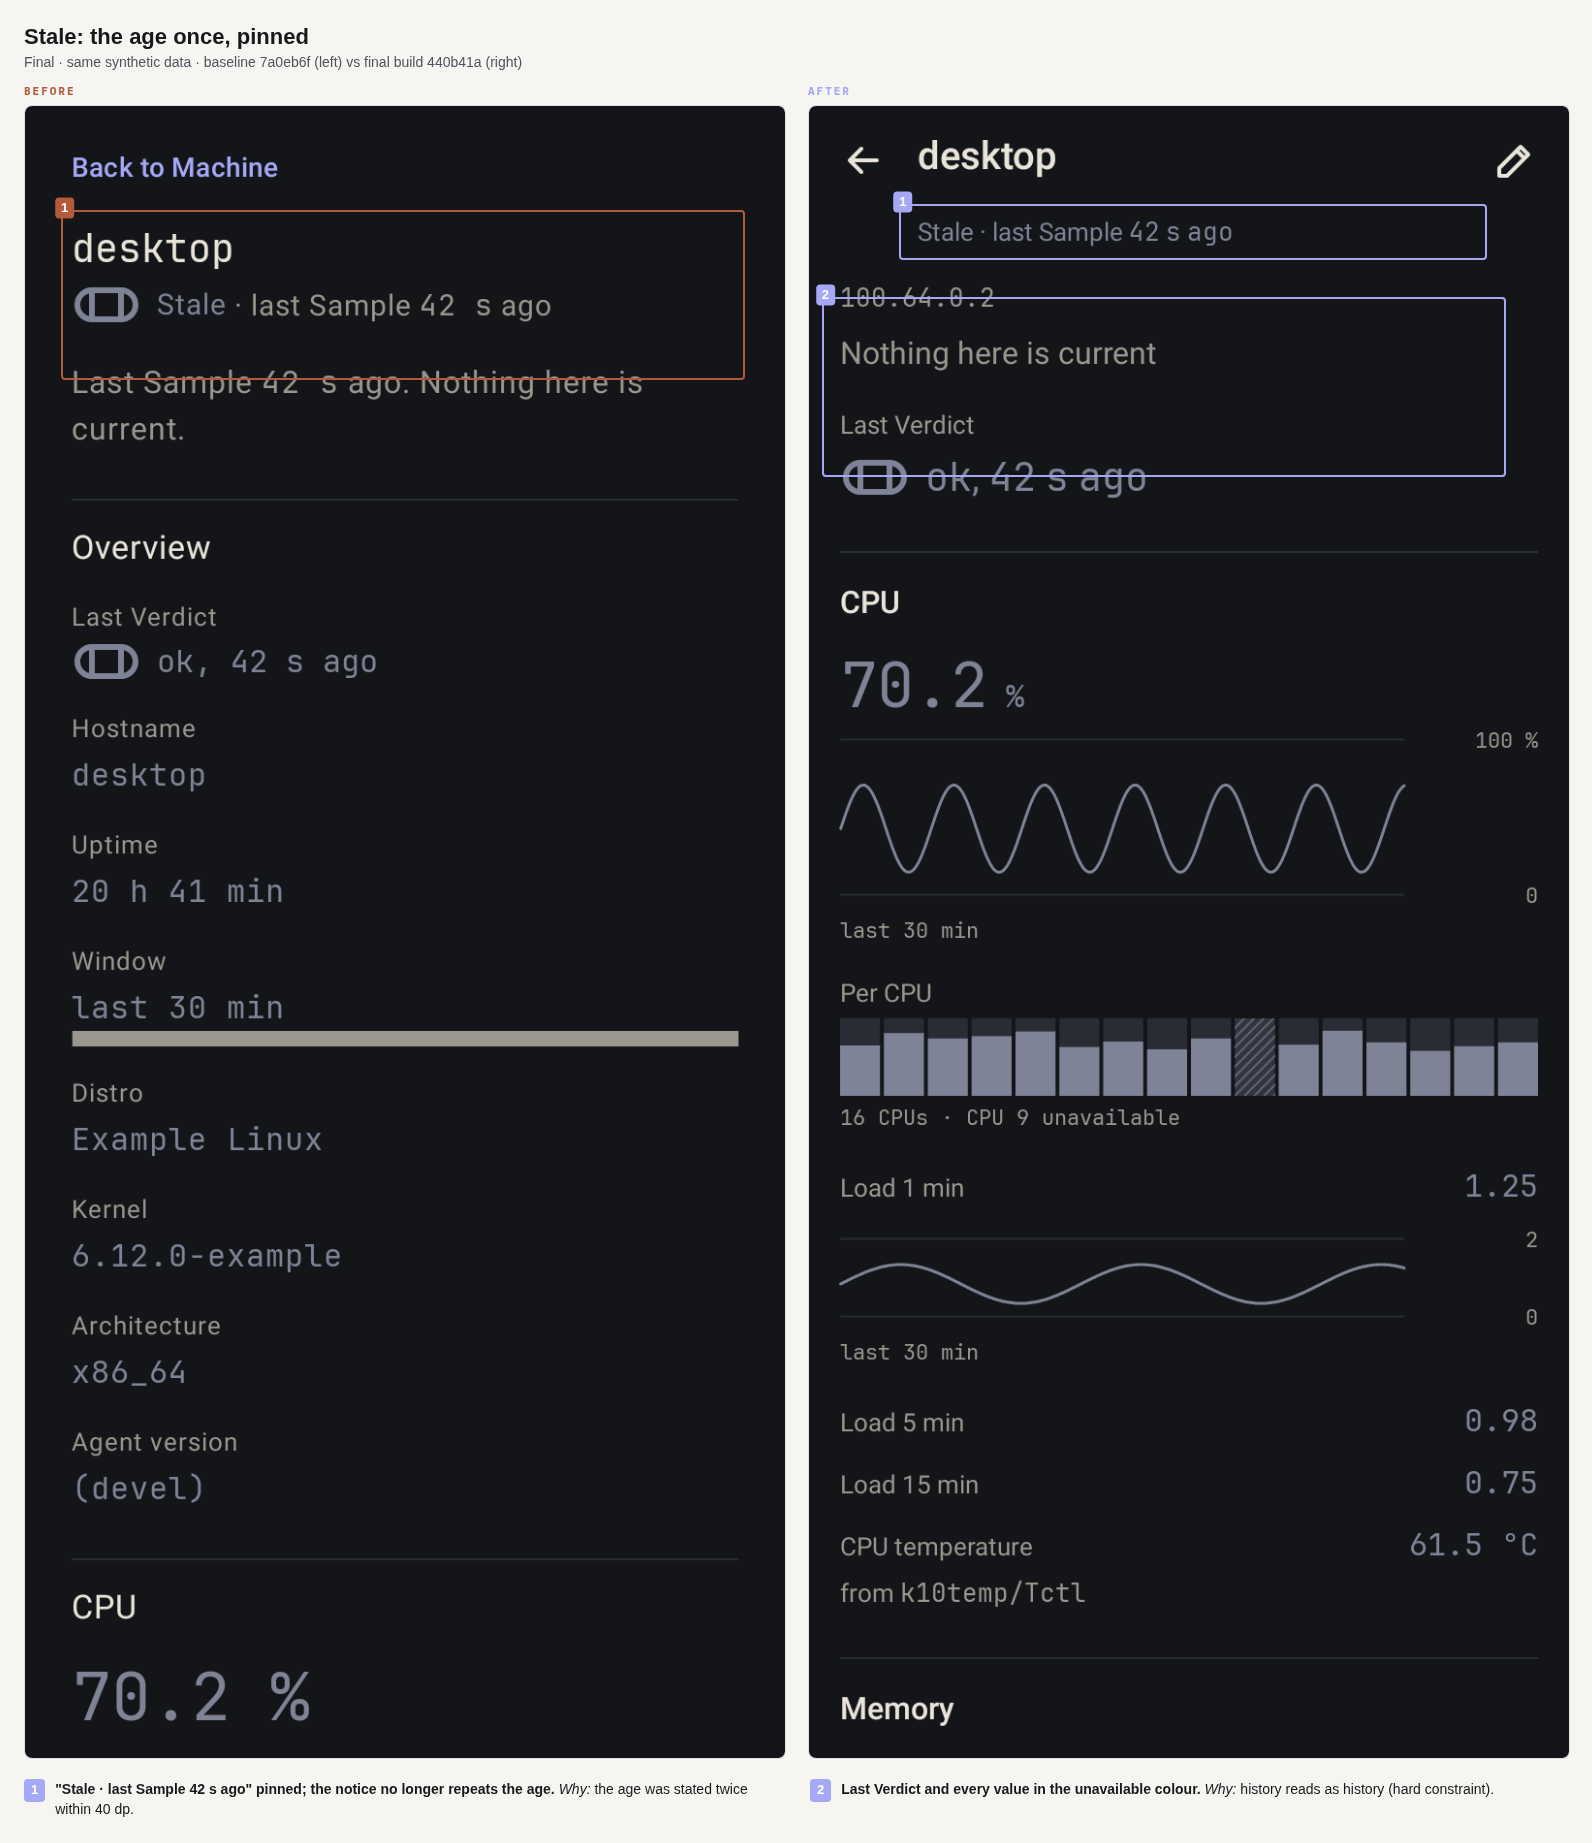 Stale: the age once, pinned
Final · same synthetic data · baseline 7a0eb6f (left) vs final build 440b41a (right)
BEFORE
Back to Machine
1
desktop
Stale · last Sample 42 s ago
Last Sample 42 s ago. Nothing here is
current.
Overview
Last Verdict
ok, 42 s ago
Hostname
desktop
Uptime
20 h 41 min
Window
last 30 min
Distro
Example Linux
Kernel
6.12.0-example
Architecture
x86_64
Agent version
(devel)
CPU
70.2 %
AFTER
desktop
1
Stale · last Sample 42 s ago
2
100.64.0.2
Nothing here is current
Last Verdict
ok, 42 s ago
CPU
70.2 %
100 %
0
last 30 min
Per CPU
16 CPUs · CPU 9 unavailable
Load 1 min 1.25
2
0
last 30 min
Load 5 min 0.98
Load 15 min 0.75
CPU temperature 61.5 °C
from k10temp/Tctl
Memory
1 "Stale · last Sample 42 s ago" pinned; the notice no longer repeats the age. Why: the age was stated twice
within 40 dp.
2 Last Verdict and every value in the unavailable colour. Why: history reads as history (hard constraint).